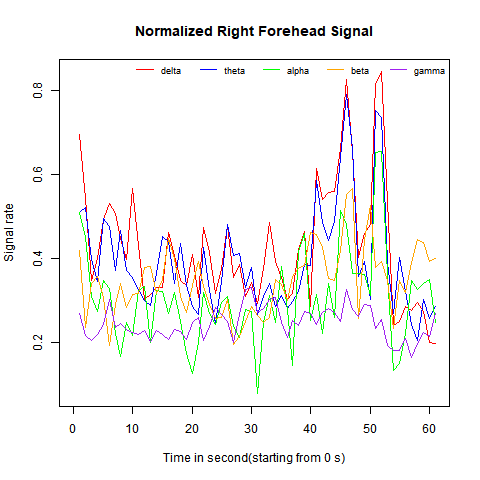 Normalized Right Forehead Signal
delta theta alpha beta gamma
Signal rate
0.8
0.6
0.4
0.2
0 10 20 30 40 50 60
Time in second(starting from 0 s)